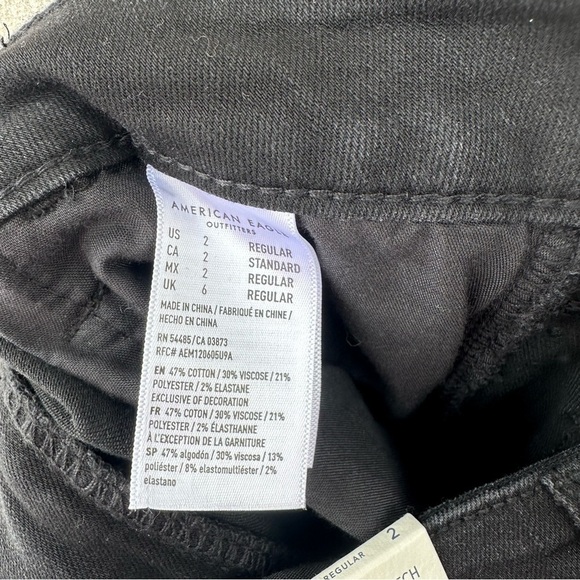 AMERICAN EAGLE
OUTFITTERS
US 2 REGULAR
CA 2 STANDARD
MX 2 REGULAR
UK 6 REGULAR
MADE IN CHINA / FABRIQUÉ EN CHINE /
HECHO EN CHINA
RN 54485/CA 03873
RFC# AEM120605U9A
EN 47% COTTON / 30% VISCOSE / 21%
POLYESTER / 2% ELASTANE
EXCLUSIVE OF DECORATION
FR 47% COTON / 30% VISCOSE / 21%
POLYESTER / 2% ÉLASTHANNE
À L'EXCEPTION DE LA GARNITURE
SP 47% algodón / 30% viscosa / 13%
poliéster / 8% elastomultiéster / 2%
elastano
REGULAR 2